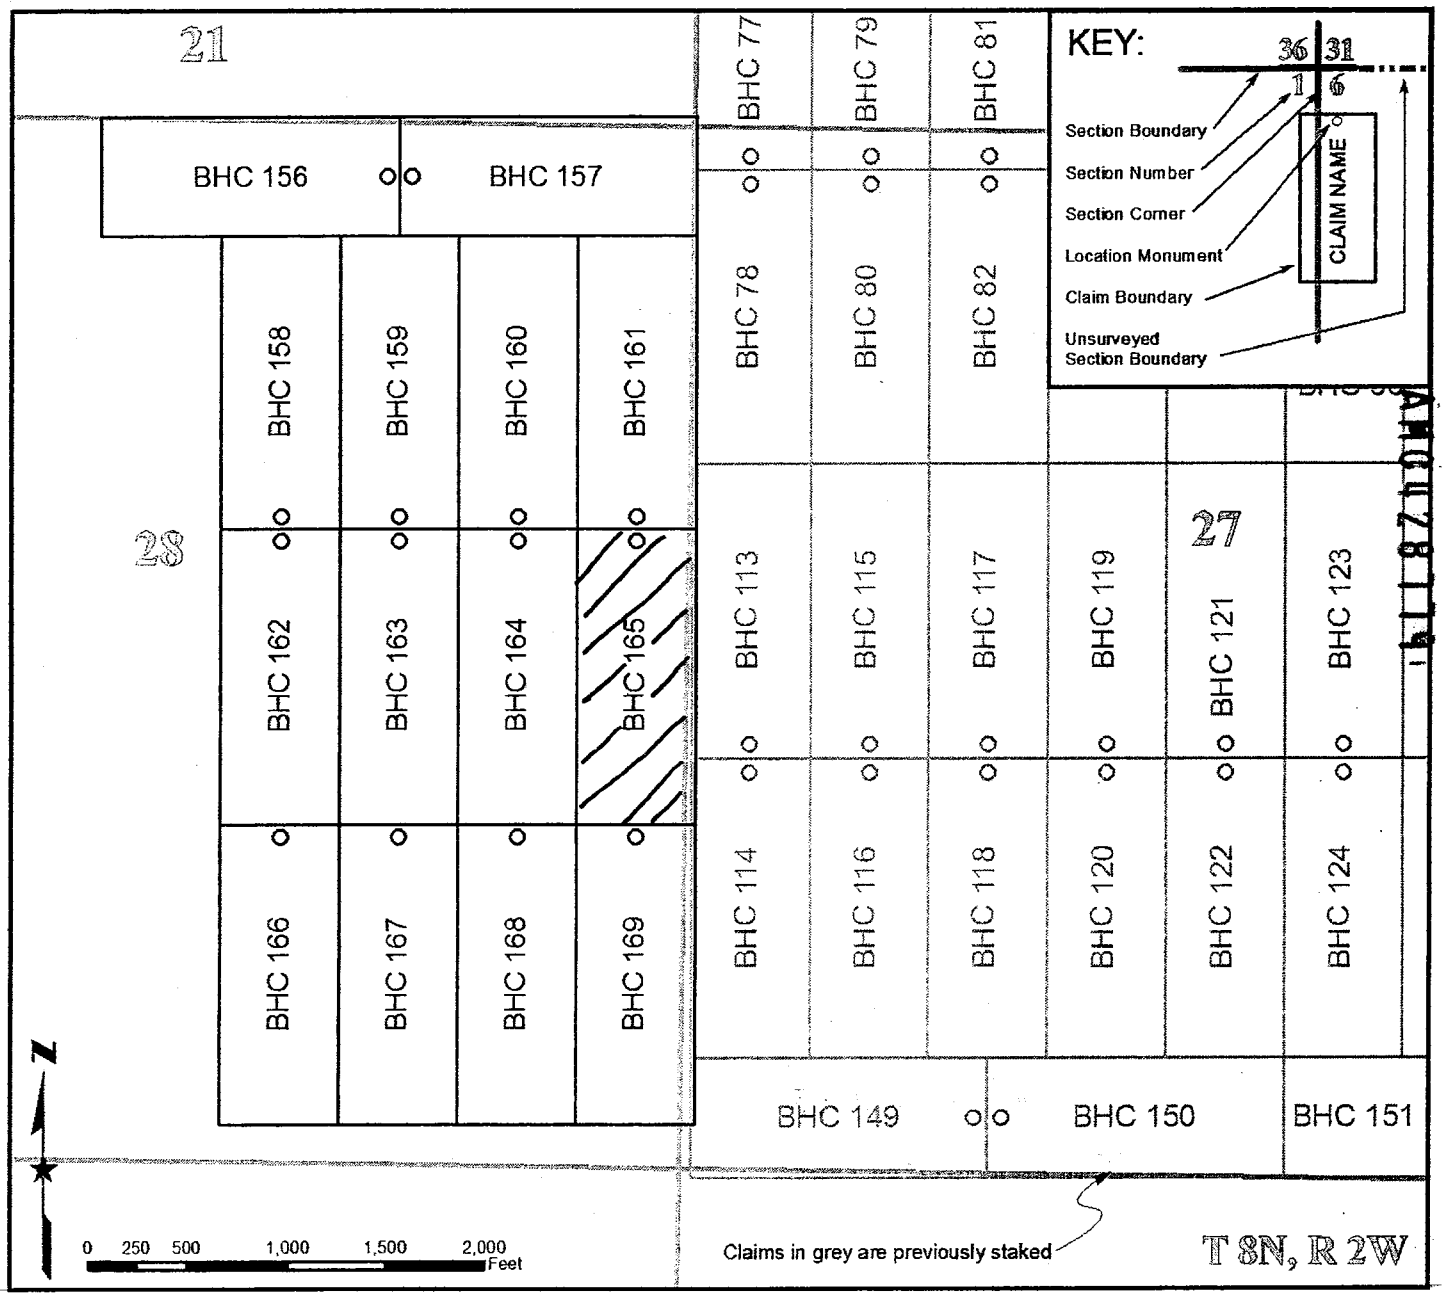 21
BHC 77
BHC 79
BHC 81
KEY:
36 31
1 6
Section Boundary
Section Number
Section Corner
Location Monument
Claim Boundary
Unsurveyed
Section Boundary
CLAIM NAME
BHC 156
BHC 157
BHC 78
BHC 80
BHC 82
BHC 158
BHC 159
BHC 160
BHC 161
28
27
BHC 162
BHC 163
BHC 164
BHC 165
BHC 113
BHC 115
BHC 117
BHC 119
BHC 121
BHC 123
BHC 166
BHC 167
BHC 168
BHC 169
BHC 114
BHC 116
BHC 118
BHC 120
BHC 122
BHC 124
BHC 149
BHC 150
BHC 151
N
0 250 500 1,000 1,500 2,000
Feet
Claims in grey are previously staked
T 8N, R 2W